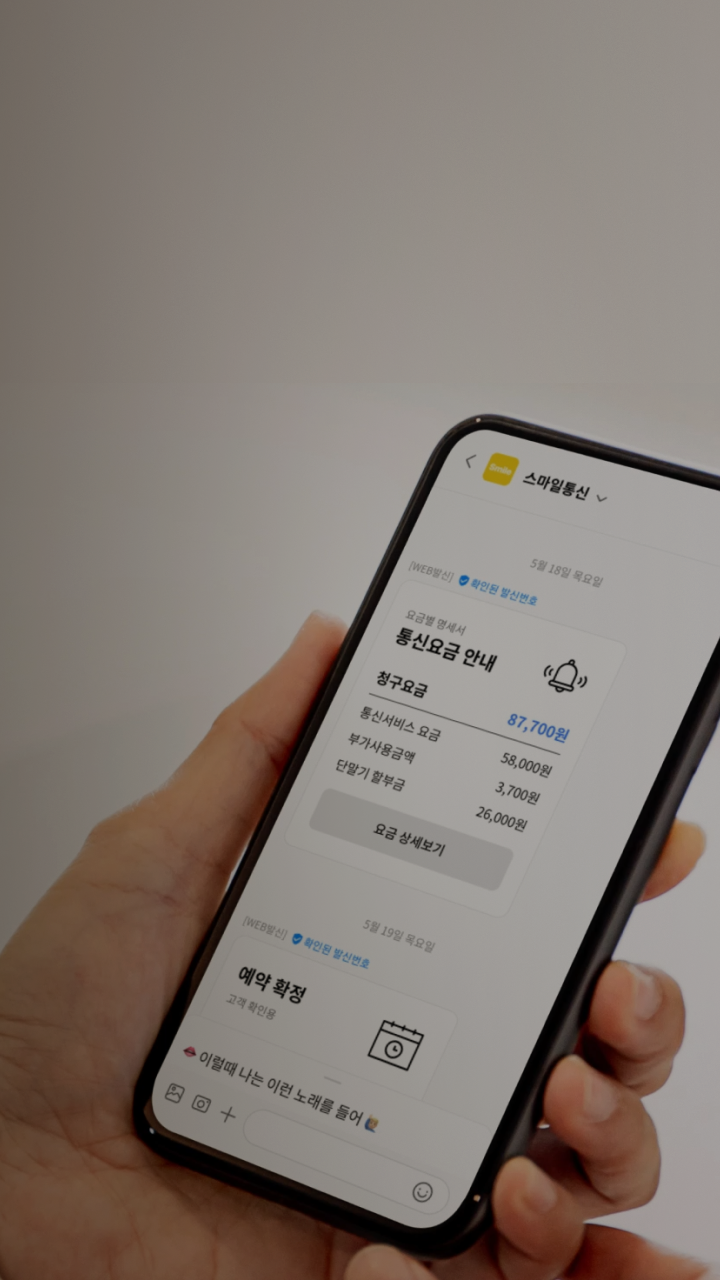 Smile
스마일통신
5월 18일 목요일
[WEB발신] 확인된 발신번호
요금별 명세서
통신요금 안내
청구요금 87,700원
통신서비스 요금 58,000원
부가사용금액 3,700원
단말기 할부금 26,000원
요금 상세보기
5월 19일 목요일
[WEB발신] 확인된 발신번호
예약 확정
고객 확인용
이럴때 나는 이런 노래를 들어